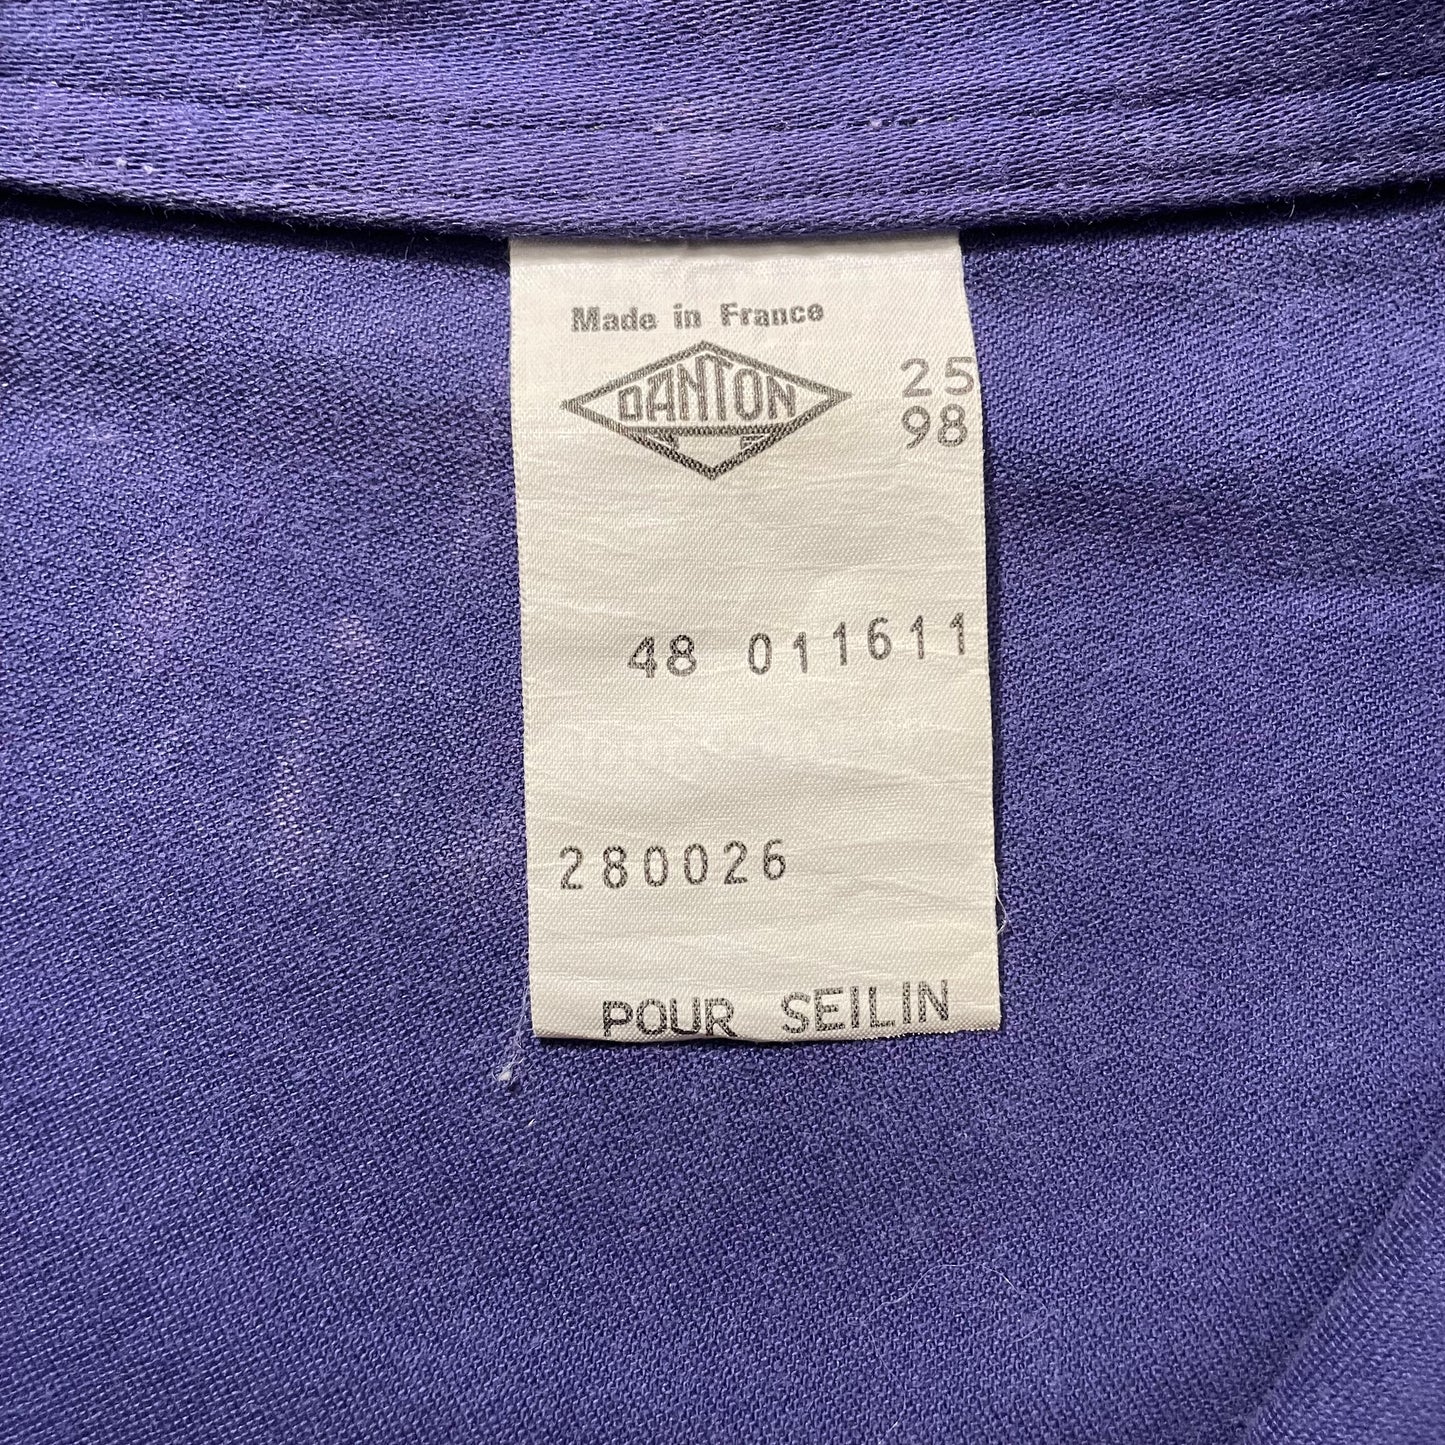 Made in France
DANTON
25
98
48 011611
280026
POUR SEILIN